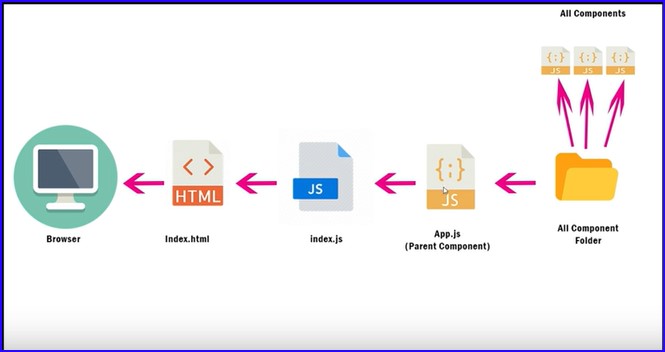 All Components
{;}
JS
{;}
JS
{;}
JS
<>
HTML
JS
{;}
JS
Browser
Index.html
index.js
App.js
(Parent Component)
All Component
Folder